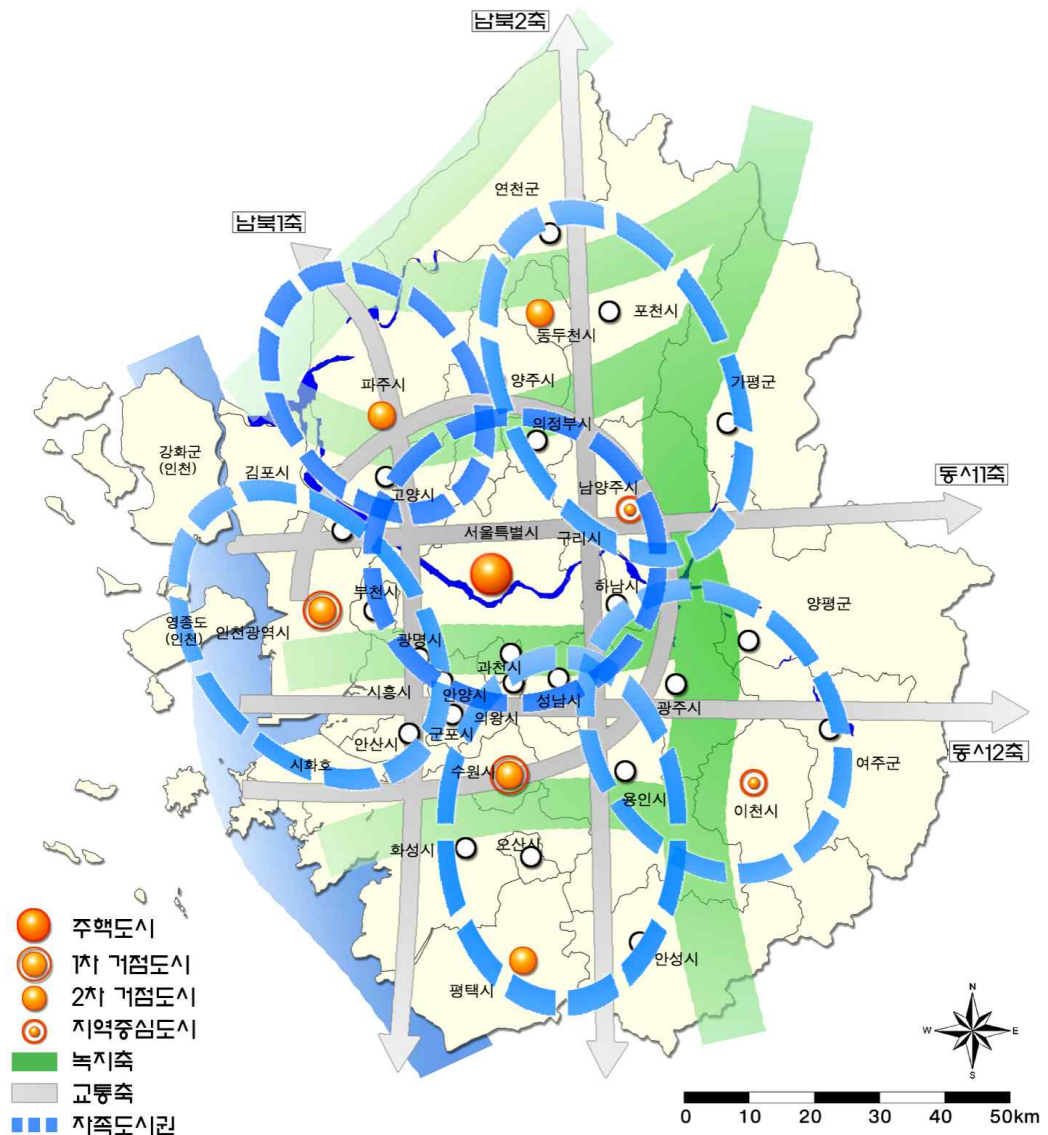 남북2축
연천군
남북1축
포천시
동두천시
양주시
파주시
가평군
의정부시
강화군
(인천)
김포시
고양시
남양주시
동서1축
서울특별시
구리시
하남시
부천시
양평군
영종도
(인천)
인천광역시
광명시
과천시
시흥시
안양시
성남시
광주시
의왕시
군포시
안산시
동서2축
시화호
수원시
여주군
용인시
이천시
화성시
오산시
안성시
평택시
주핵도시
1차 거점도시
2차 거점도시
지역중심도시
녹지축
교통축
자족도시권
N
W
E
S
0 10 20 30 40 50km